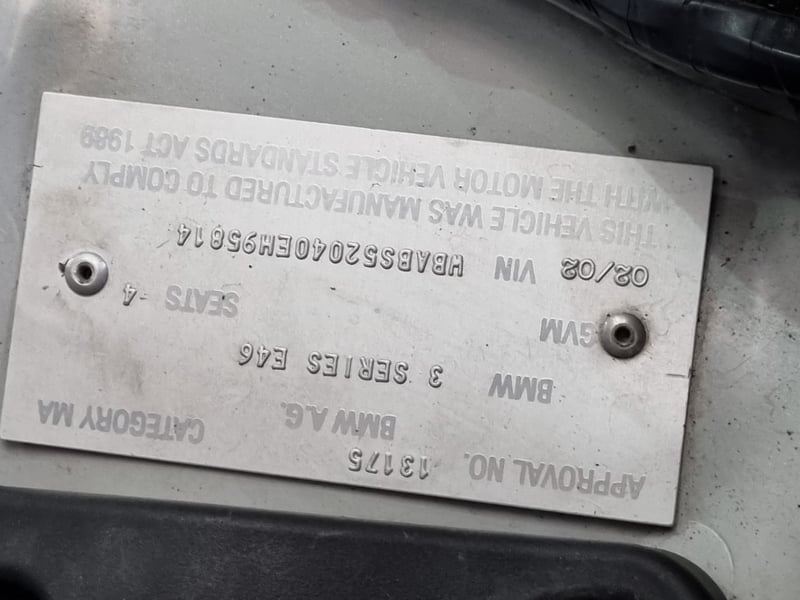 APPROVAL NO. 13175
BMW A.G. CATEGORY MA
BMW 3 SERIES E46
GVM SEATS 4
02/02 VIN WBABS52040EH95814
THIS VEHICLE WAS MANUFACTURED TO COMPLY
WITH THE MOTOR VEHICLE STANDARDS ACT 1989